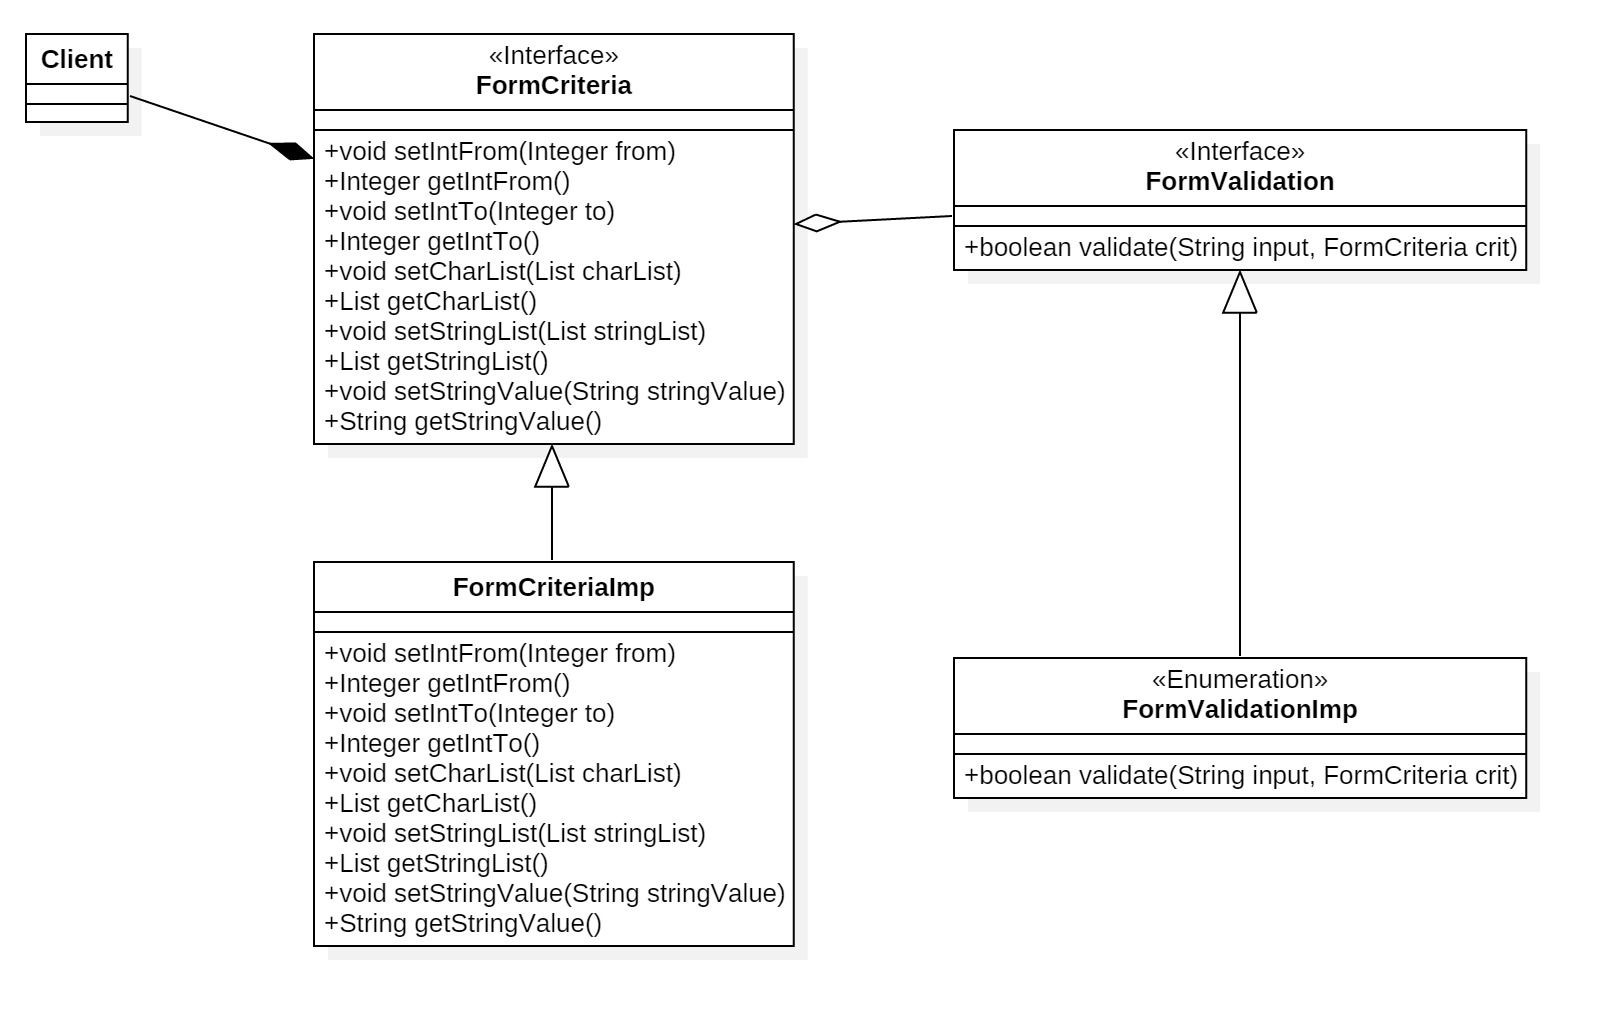 Client
«Interface»
FormCriteria
+void setIntFrom(Integer from)
+Integer getIntFrom()
+void setIntTo(Integer to)
+Integer getIntTo()
+void setCharList(List charList)
+List getCharList()
+void setStringList(List stringList)
+List getStringList()
+void setStringValue(String stringValue)
+String getStringValue()
«Interface»
FormValidation
+boolean validate(String input, FormCriteria crit)
FormCriteriaImp
+void setIntFrom(Integer from)
+Integer getIntFrom()
+void setIntTo(Integer to)
+Integer getIntTo()
+void setCharList(List charList)
+List getCharList()
+void setStringList(List stringList)
+List getStringList()
+void setStringValue(String stringValue)
+String getStringValue()
«Enumeration»
FormValidationImp
+boolean validate(String input, FormCriteria crit)